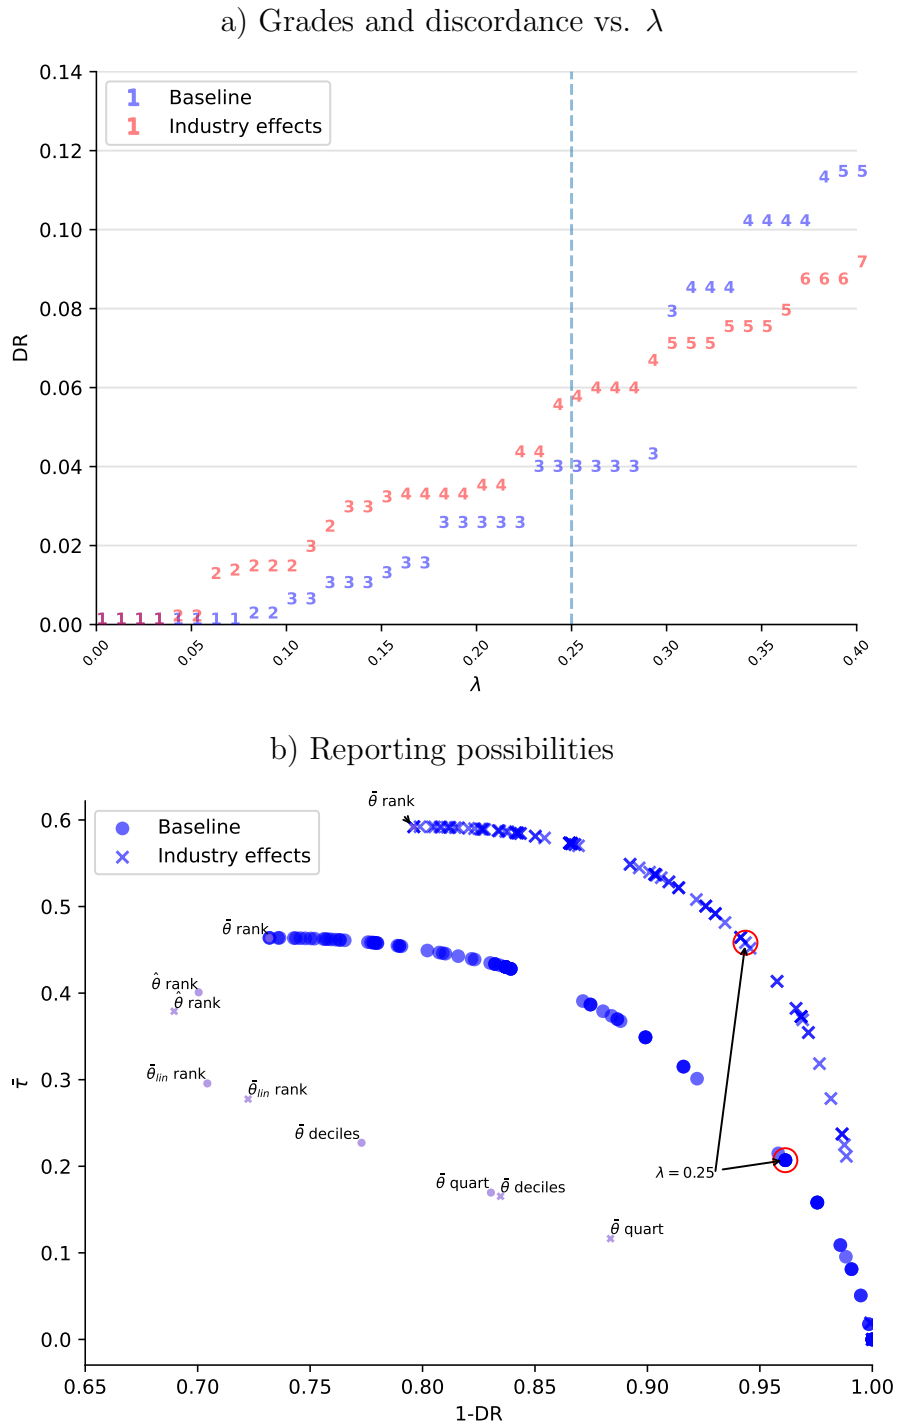 a) Grades and discordance vs. λ
0.14
0.12
0.10
0.08
0.06
0.04
0.02
0.00
DR
1 Baseline
1 Industry effects
4 5 5
4 4 4 4
7
6 6 6
4 4 4
3
5
5 5 5
5 5 5
4
4 4 4
4
4
3
4 4
3 3 3 3 3 3
4 4
3 4 4 4 4
3 3
2
3 3 3 3 3
2
3 3
2 2 2 2 2
3
3 3 3
3 3
2 2
2 2
1 1 1 1 1 1 1 1
0.00 0.05 0.10 0.15 0.20 0.25 0.30 0.35 0.40
λ
b) Reporting possibilities
0.6
0.5
0.4
0.3
0.2
0.1
0.0
τ̄
Baseline
Industry effects
θ̄ rank
θ̄ rank
θ̂ rank
θ̂ rank
θ̄lin rank
θ̄lin rank
θ̄ deciles
θ̄ quart
θ̄ deciles
λ = 0.25
θ̄ quart
0.65 0.70 0.75 0.80 0.85 0.90 0.95 1.00
1-DR